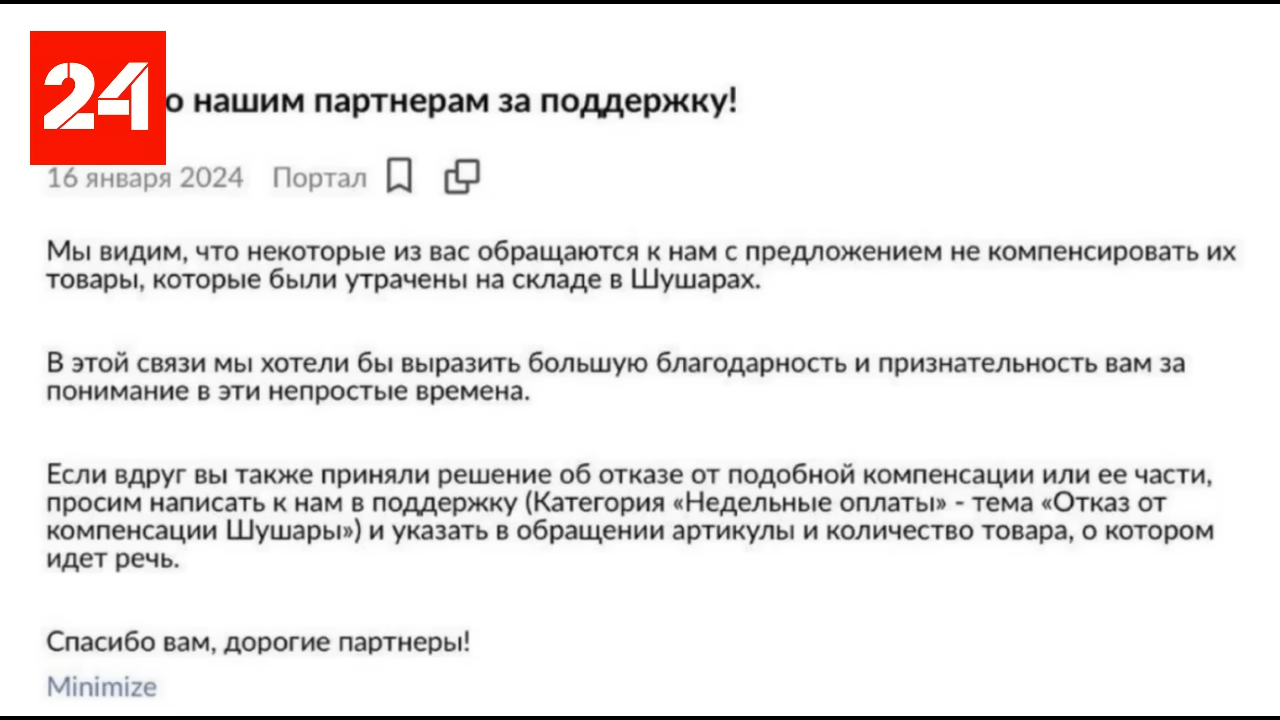 24
о нашим партнерам за поддержку!
16 января 2024 Портал
Мы видим, что некоторые из вас обращаются к нам с предложением не компенсировать их
товары, которые были утрачены на складе в Шушарах.
В этой связи мы хотели бы выразить большую благодарность и признательность вам за
понимание в эти непростые времена.
Если вдруг вы также приняли решение об отказе от подобной компенсации или ее части,
просим написать к нам в поддержку (Категория «Недельные оплаты» - тема «Отказ от
компенсации Шушары») и указать в обращении артикулы и количество товара, о котором
идет речь.
Спасибо вам, дорогие партнеры!
Minimize